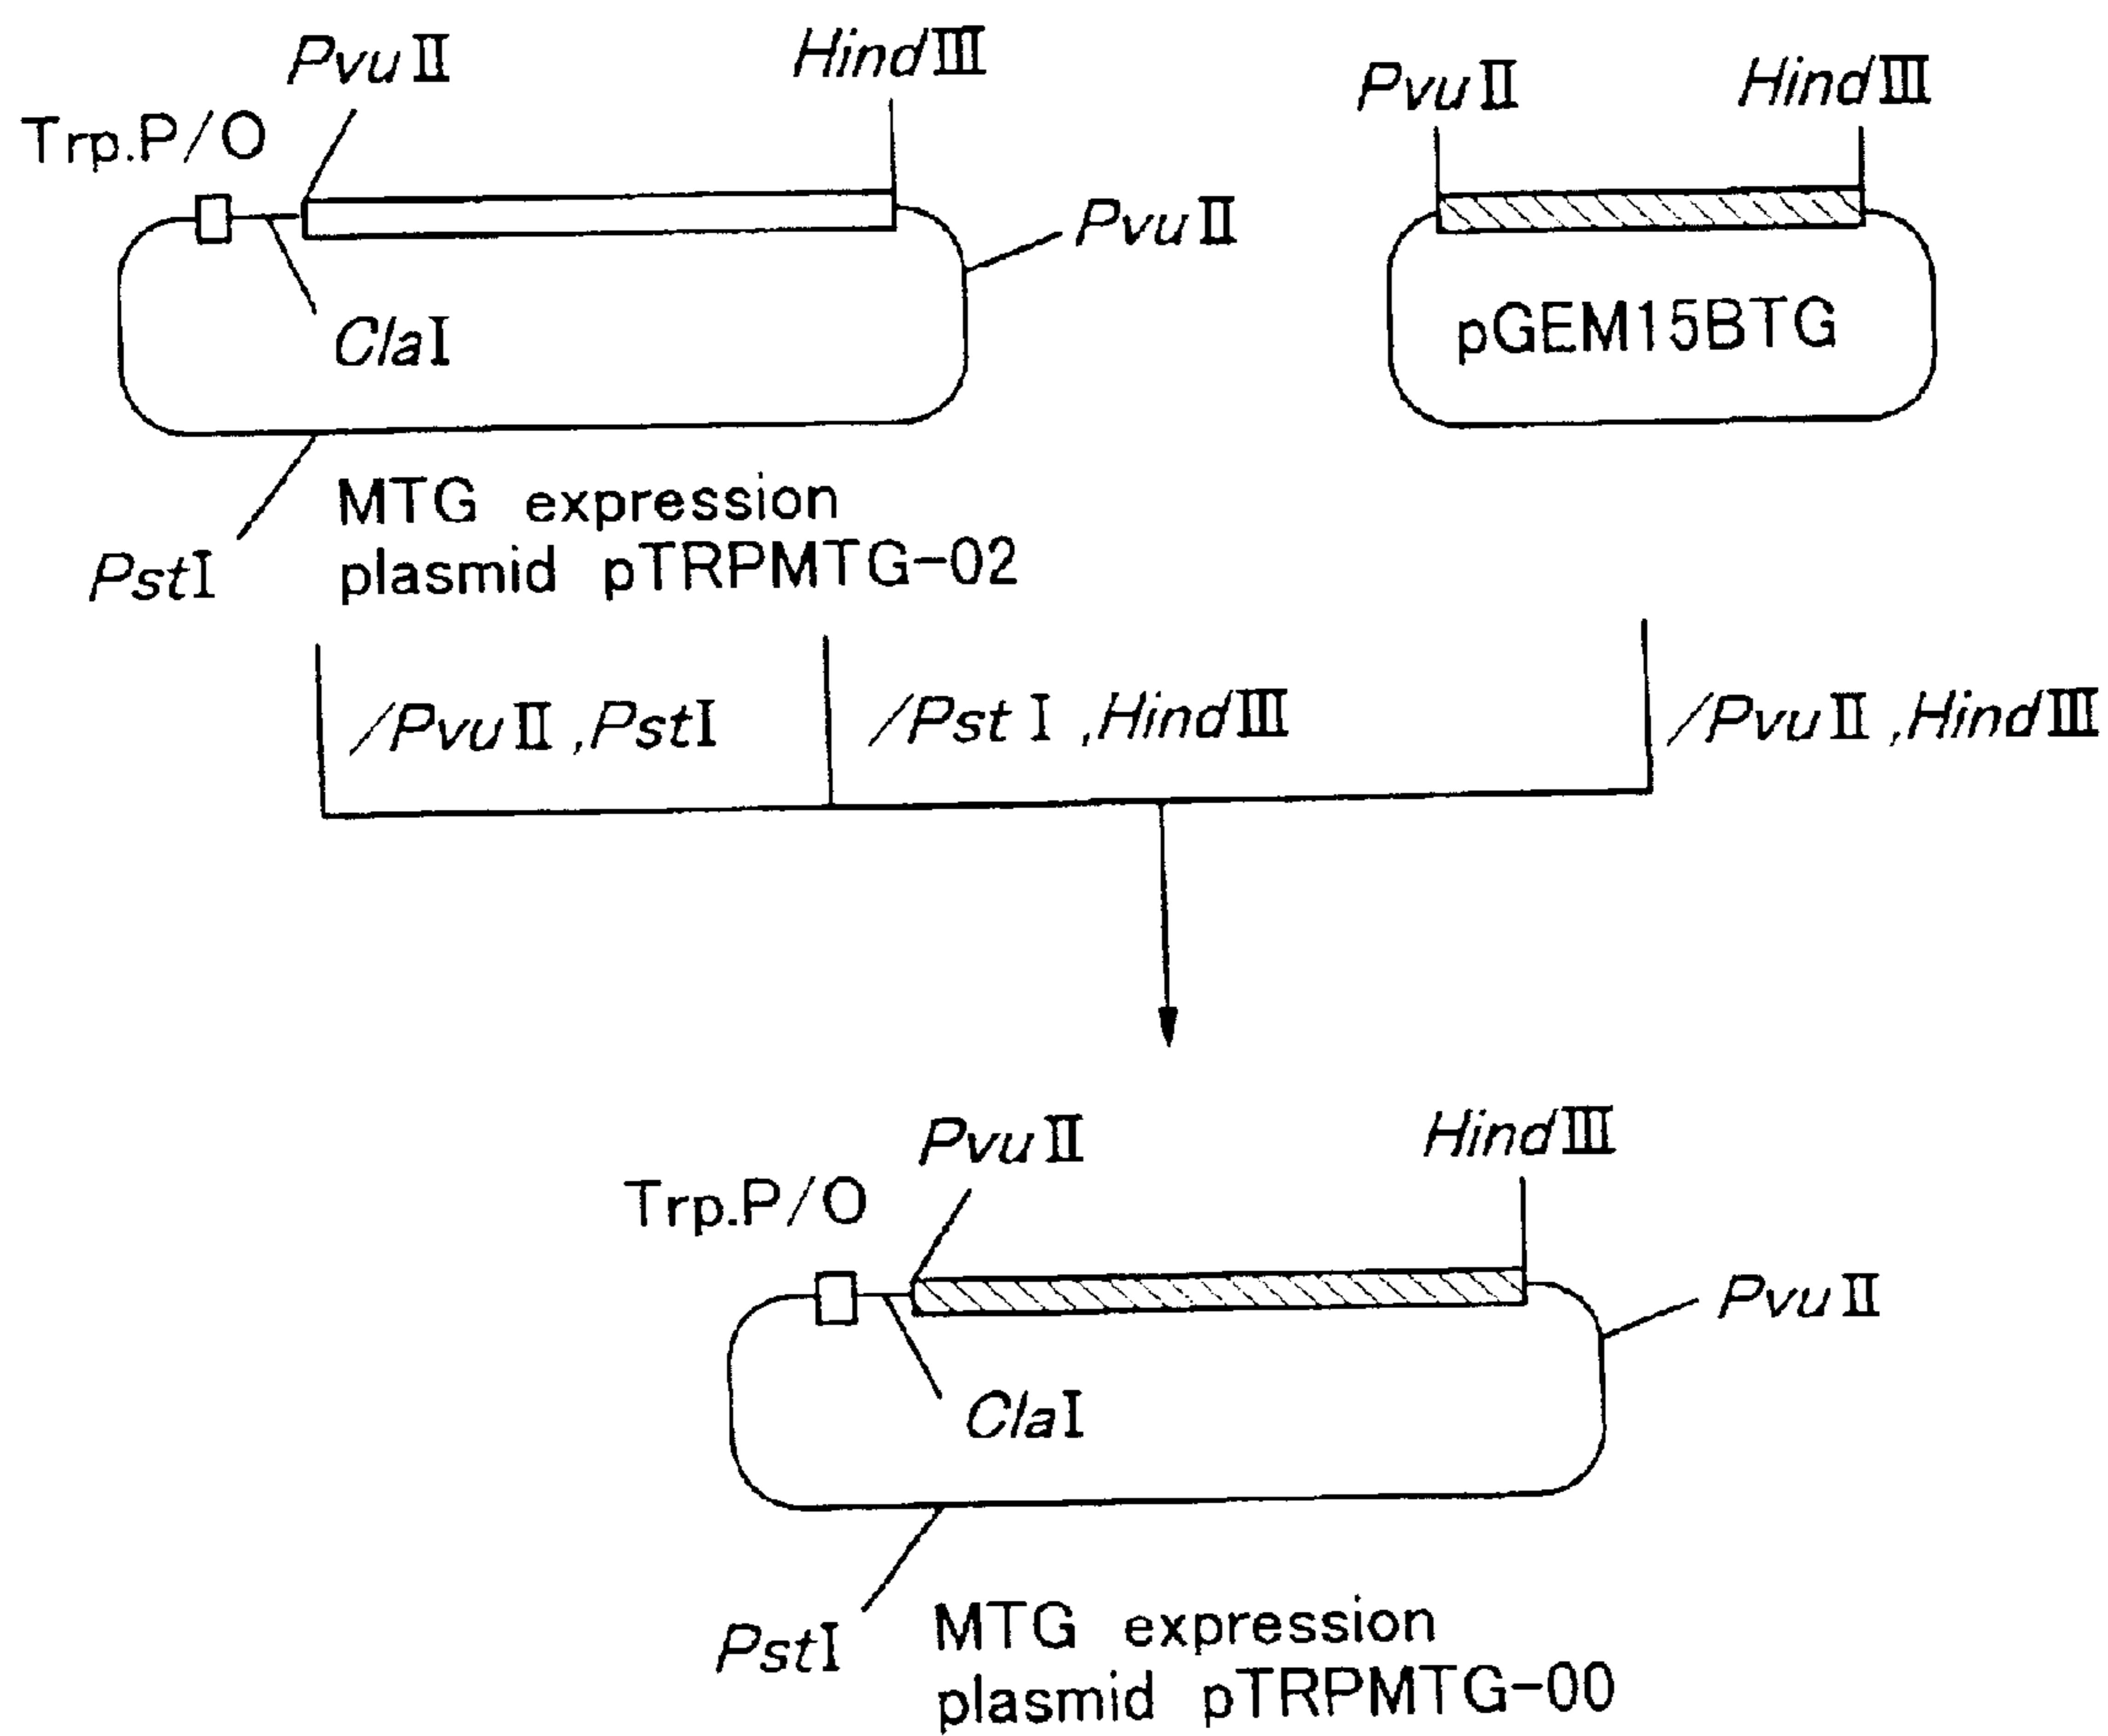 PvuⅡ
HindⅢ
Trp.P/O
PvuⅡ
ClaⅠ
PstⅠ
MTG expression
plasmid pTRPMTG-02
PvuⅡ
HindⅢ
pGEM15BTG
/PvuⅡ,PstⅠ
/PstⅠ,HindⅢ
/PvuⅡ,HindⅢ
PvuⅡ
HindⅢ
Trp.P/O
PvuⅡ
ClaⅠ
PstⅠ
MTG expression
plasmid pTRPMTG-00